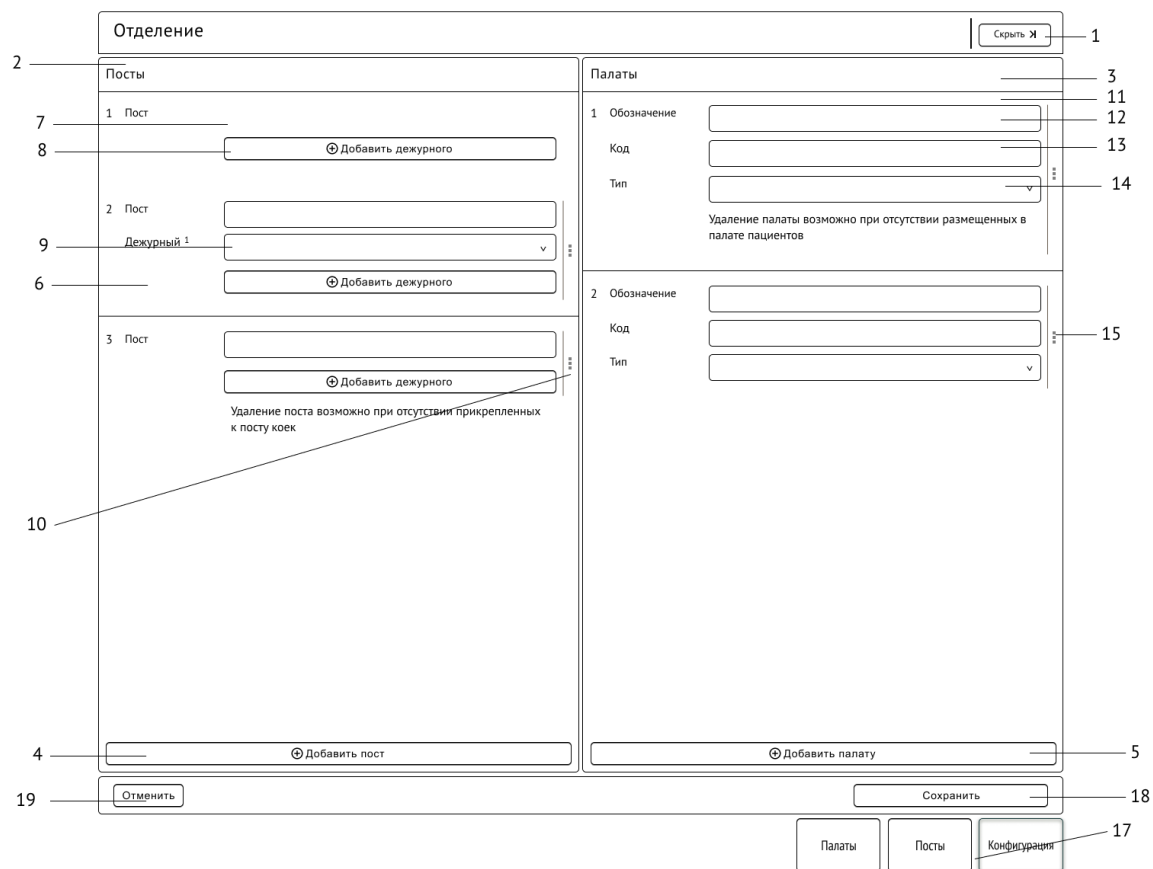 Отделение
Скрыть
1
2
Посты
Палаты
3
11
1 Пост
1 Обозначение
12
7
8
Добавить дежурного
Код
13
Тип
14
2 Пост
Удаление палаты возможно при отсутствии размещенных в
палате пациентов
9
Дежурный 1
6
Добавить дежурного
2 Обозначение
3 Пост
Код
15
Тип
Добавить дежурного
Удаление поста возможно при отсутствии прикрепленных
к посту коек
10
4
Добавить пост
Добавить палату
5
19
Отменить
Сохранить
18
17
Палаты
Посты
Конфигурация